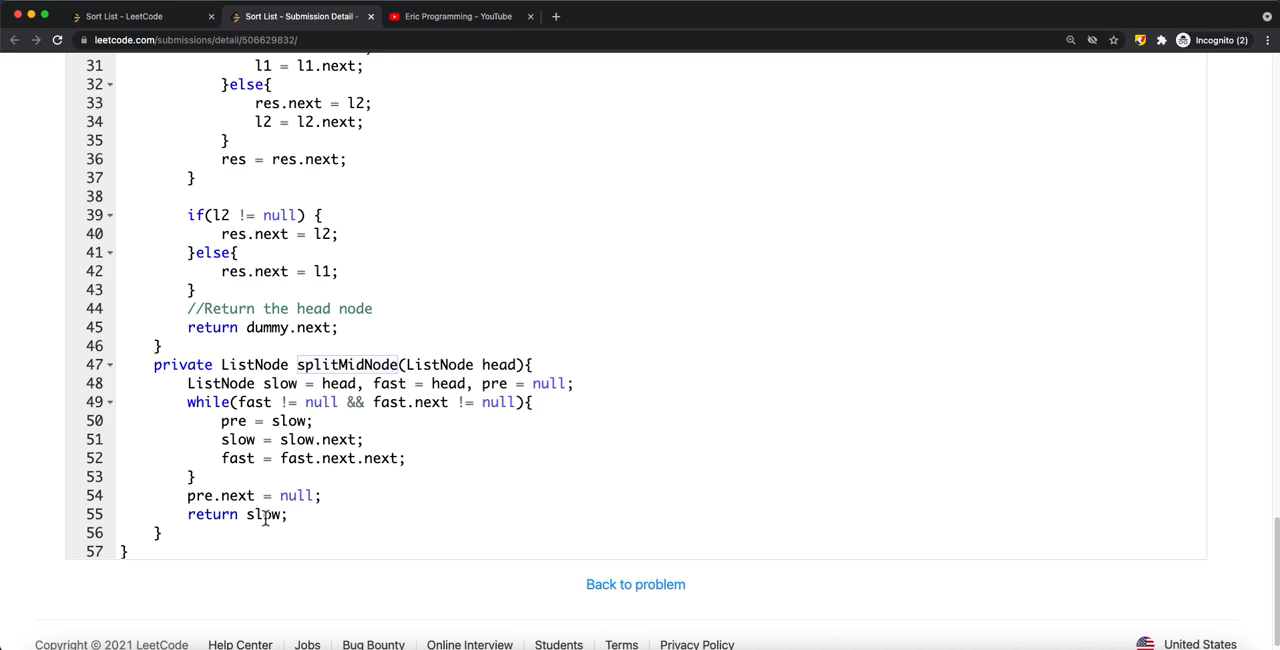 Sort List - LeetCode
Sort List - Submission Detail -
Eric Programming - YouTube
leetcode.com/submissions/detail/506629832/
Incognito (2)
31 l1 = l1.next;
32 }else{
33 res.next = l2;
34 l2 = l2.next;
35 }
36 res = res.next;
37 }
38
39 if(l2 != null) {
40 res.next = l2;
41 }else{
42 res.next = l1;
43 }
44 //Return the head node
45 return dummy.next;
46 }
47 private ListNode splitMidNode(ListNode head){
48 ListNode slow = head, fast = head, pre = null;
49 while(fast != null && fast.next != null){
50 pre = slow;
51 slow = slow.next;
52 fast = fast.next.next;
53 }
54 pre.next = null;
55 return slow;
56 }
57 }
Back to problem
Copyright © 2021 LeetCode Help Center Jobs Bug Bounty Online Interview Students Terms Privacy Policy United States